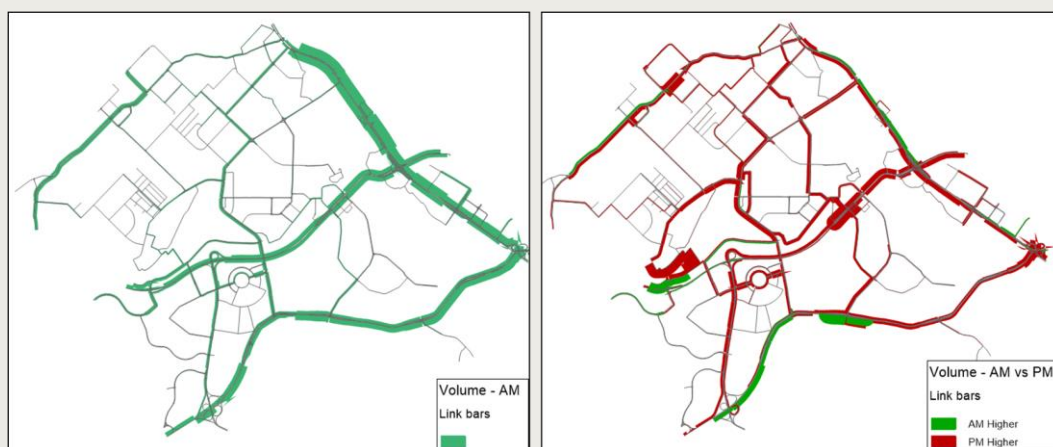 Volume - AM
Link bars
Volume - AM vs PM
Link bars
AM Higher
PM Higher